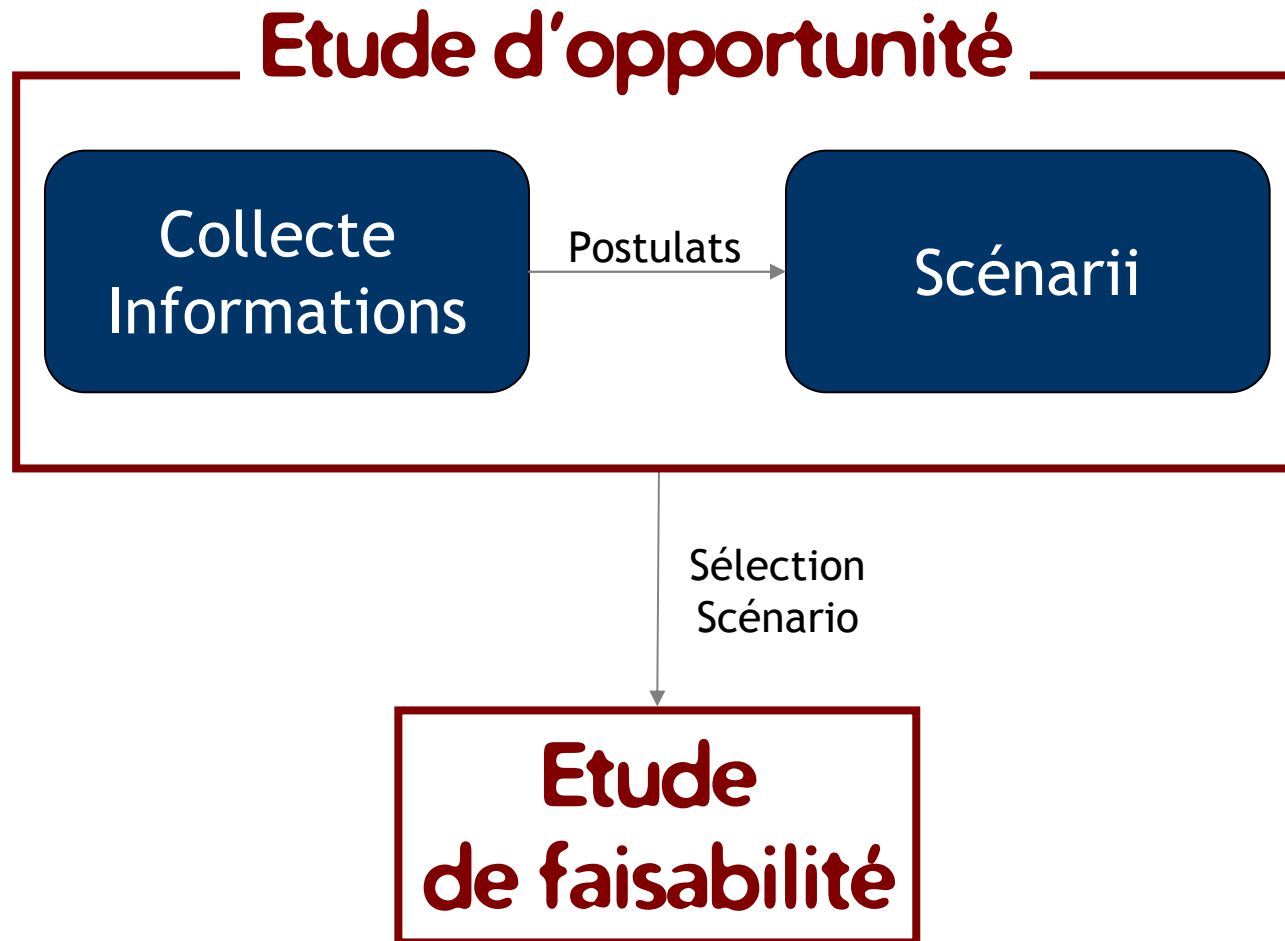 Etude d'opportunité
Collecte
Informations
Postulats
Scénarii
Sélection
Scénario
Etude
de faisabilité